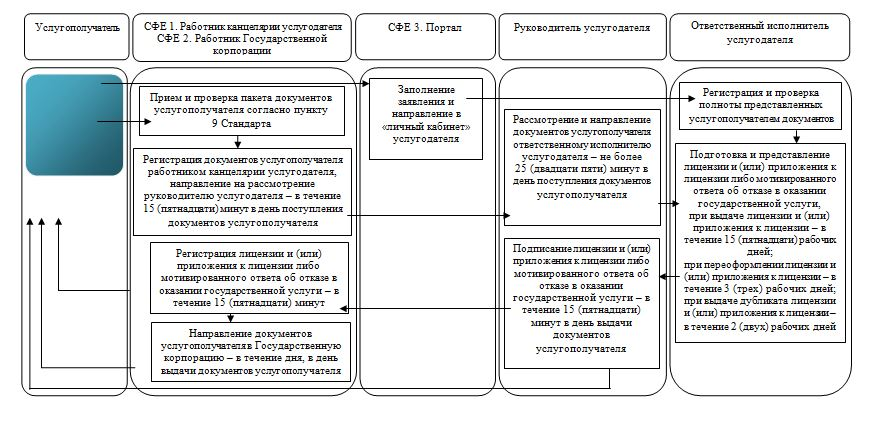 Услугополучатель
СФЕ 1. Работник канцелярии услугодателя
СФЕ 2. Работник Государственной
корпорации
СФЕ 3. Портал
Руководитель услугодателя
Ответственный исполнитель
услугодателя
Прием и проверка пакета документов
услугополучателя согласно пункту
9 Стандарта
Регистрация документов услугополучателя
работником канцелярии услугодателя,
направление на рассмотрение
руководителю услугодателя – в течение
15 (пятнадцати) минут в день поступления
документов услугополучателя
Регистрация лицензии и (или)
приложения к лицензии либо
мотивированного ответа об отказе в
оказании государственной услуги – в
течение 15 (пятнадцати) минут
Направление документов
услугополучателя в Государственную
корпорацию – в течение дня, в день
выдачи документов услугополучателя
Заполнение
заявления и
направление в
«личный кабинет»
услугодателя
Рассмотрение и направление
документов услугополучателя
ответственному исполнителю
услугодателя – не более
25 (двадцати пяти) минут в
день поступления документов
услугополучателя
Подписание лицензии и (или)
приложения к лицензии либо
мотивированного ответа об
отказе в оказании
государственной услуги – в
течение 15 (пятнадцати)
минут в день выдачи
документов
услугополучателя
Регистрация и проверка
полноты представленных
услугополучателем документов
Подготовка и представление
лицензии и (или) приложения к
лицензии либо мотивированного
ответа об отказе в оказании
государственной услуги,
при выдаче лицензии и (или)
приложения к лицензии – в
течение 15 (пятнадцати) рабочих
дней;
при переоформлении лицензии и
(или) приложения к лицензии – в
течение 3 (трех) рабочих дней;
при выдаче дубликата лицензии
и (или) приложения к лицензии –
в течение 2 (двух) рабочих дней